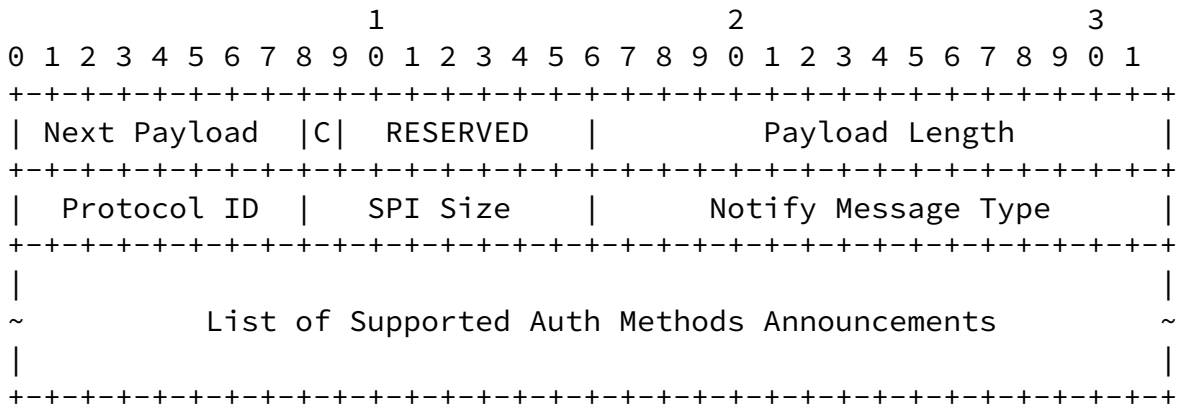 1                   2                   3
0 1 2 3 4 5 6 7 8 9 0 1 2 3 4 5 6 7 8 9 0 1 2 3 4 5 6 7 8 9 0 1
+-+-+-+-+-+-+-+-+-+-+-+-+-+-+-+-+-+-+-+-+-+-+-+-+-+-+-+-+-+-+-+-+
| Next Payload  |C|  RESERVED   |         Payload Length        |
+-+-+-+-+-+-+-+-+-+-+-+-+-+-+-+-+-+-+-+-+-+-+-+-+-+-+-+-+-+-+-+-+
|  Protocol ID  |   SPI Size    |      Notify Message Type      |
+-+-+-+-+-+-+-+-+-+-+-+-+-+-+-+-+-+-+-+-+-+-+-+-+-+-+-+-+-+-+-+-+
|                                                               |
~          List of Supported Auth Methods Announcements         ~
|                                                               |
+-+-+-+-+-+-+-+-+-+-+-+-+-+-+-+-+-+-+-+-+-+-+-+-+-+-+-+-+-+-+-+-+